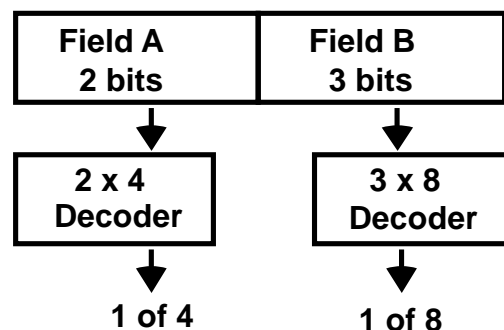 Field A
2 bits
Field B
3 bits
2 x 4
Decoder
3 x 8
Decoder
1 of 4
1 of 8